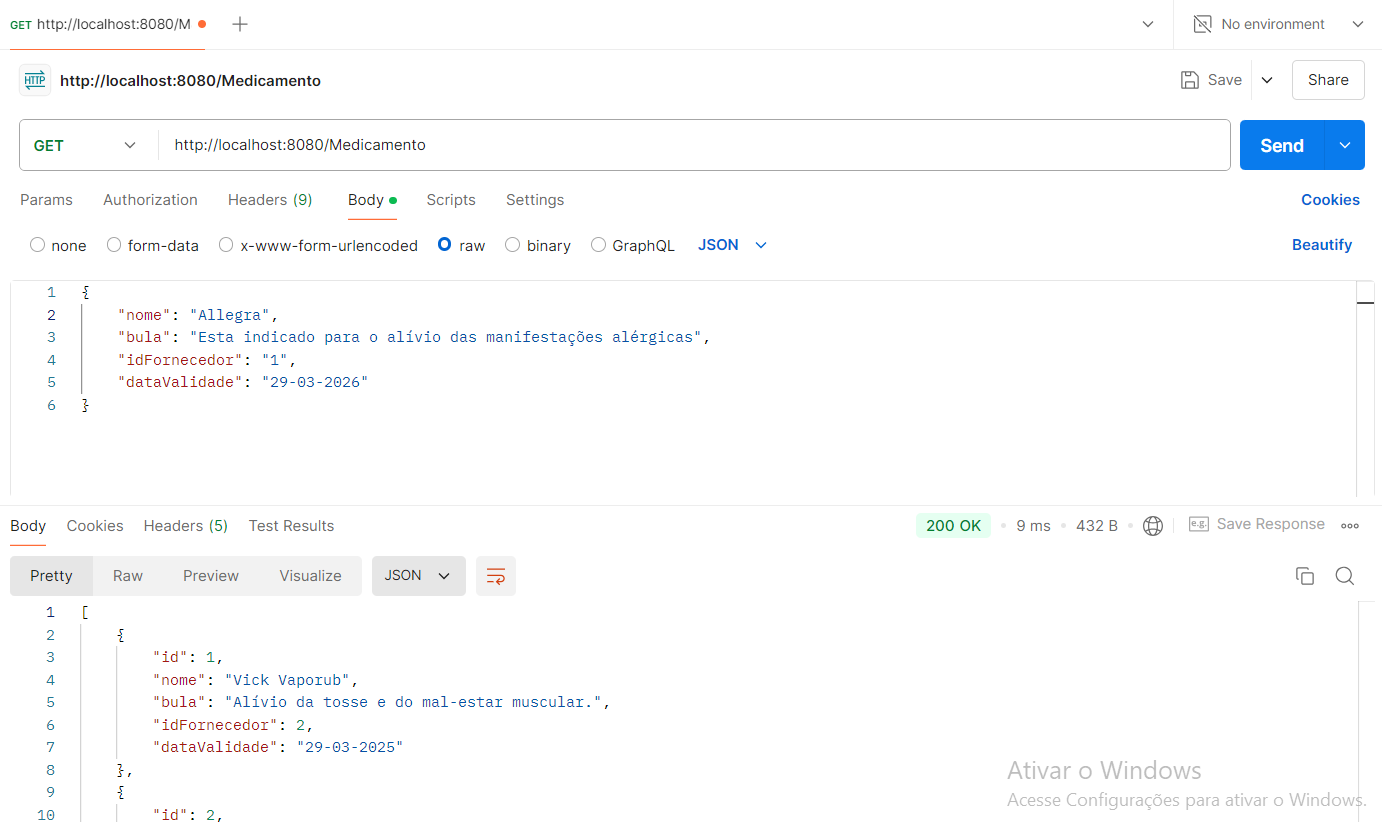 GET http://localhost:8080/M
No environment
HTTP http://localhost:8080/Medicamento
Save
Share
GET http://localhost:8080/Medicamento
Send
Params Authorization Headers (9) Body Scripts Settings
Cookies
none form-data x-www-form-urlencoded raw binary GraphQL JSON
Beautify
1 {
2 "nome": "Allegra",
3 "bula": "Esta indicado para o alívio das manifestações alérgicas",
4 "idFornecedor": "1",
5 "dataValidade": "29-03-2026"
6 }
Body Cookies Headers (5) Test Results
200 OK 9 ms 432 B
e.g. Save Response
Pretty Raw Preview Visualize JSON
1 [
2 {
3 "id": 1,
4 "nome": "Vick Vaporub",
5 "bula": "Alívio da tosse e do mal-estar muscular.",
6 "idFornecedor": 2,
7 "dataValidade": "29-03-2025"
8 },
9 {
10 "id": 2,
Ativar o Windows
Acesse Configurações para ativar o Windows.